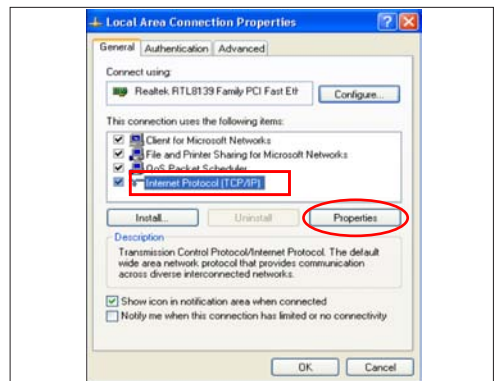 Local Area Connection Properties
General Authentication Advanced
Connect using:
Realtek RTL8139 Family PCI Fast Eth
Configure...
This connection uses the following items:
Client for Microsoft Networks
File and Printer Sharing for Microsoft Networks
QoS Packet Scheduler
Internet Protocol (TCP/IP)
Install... Uninstall Properties
Description
Transmission Control Protocol/Internet Protocol. The default
wide area network protocol that provides communication
across diverse interconnected networks.
Show icon in notification area when connected
Notify me when this connection has limited or no connectivity
OK Cancel